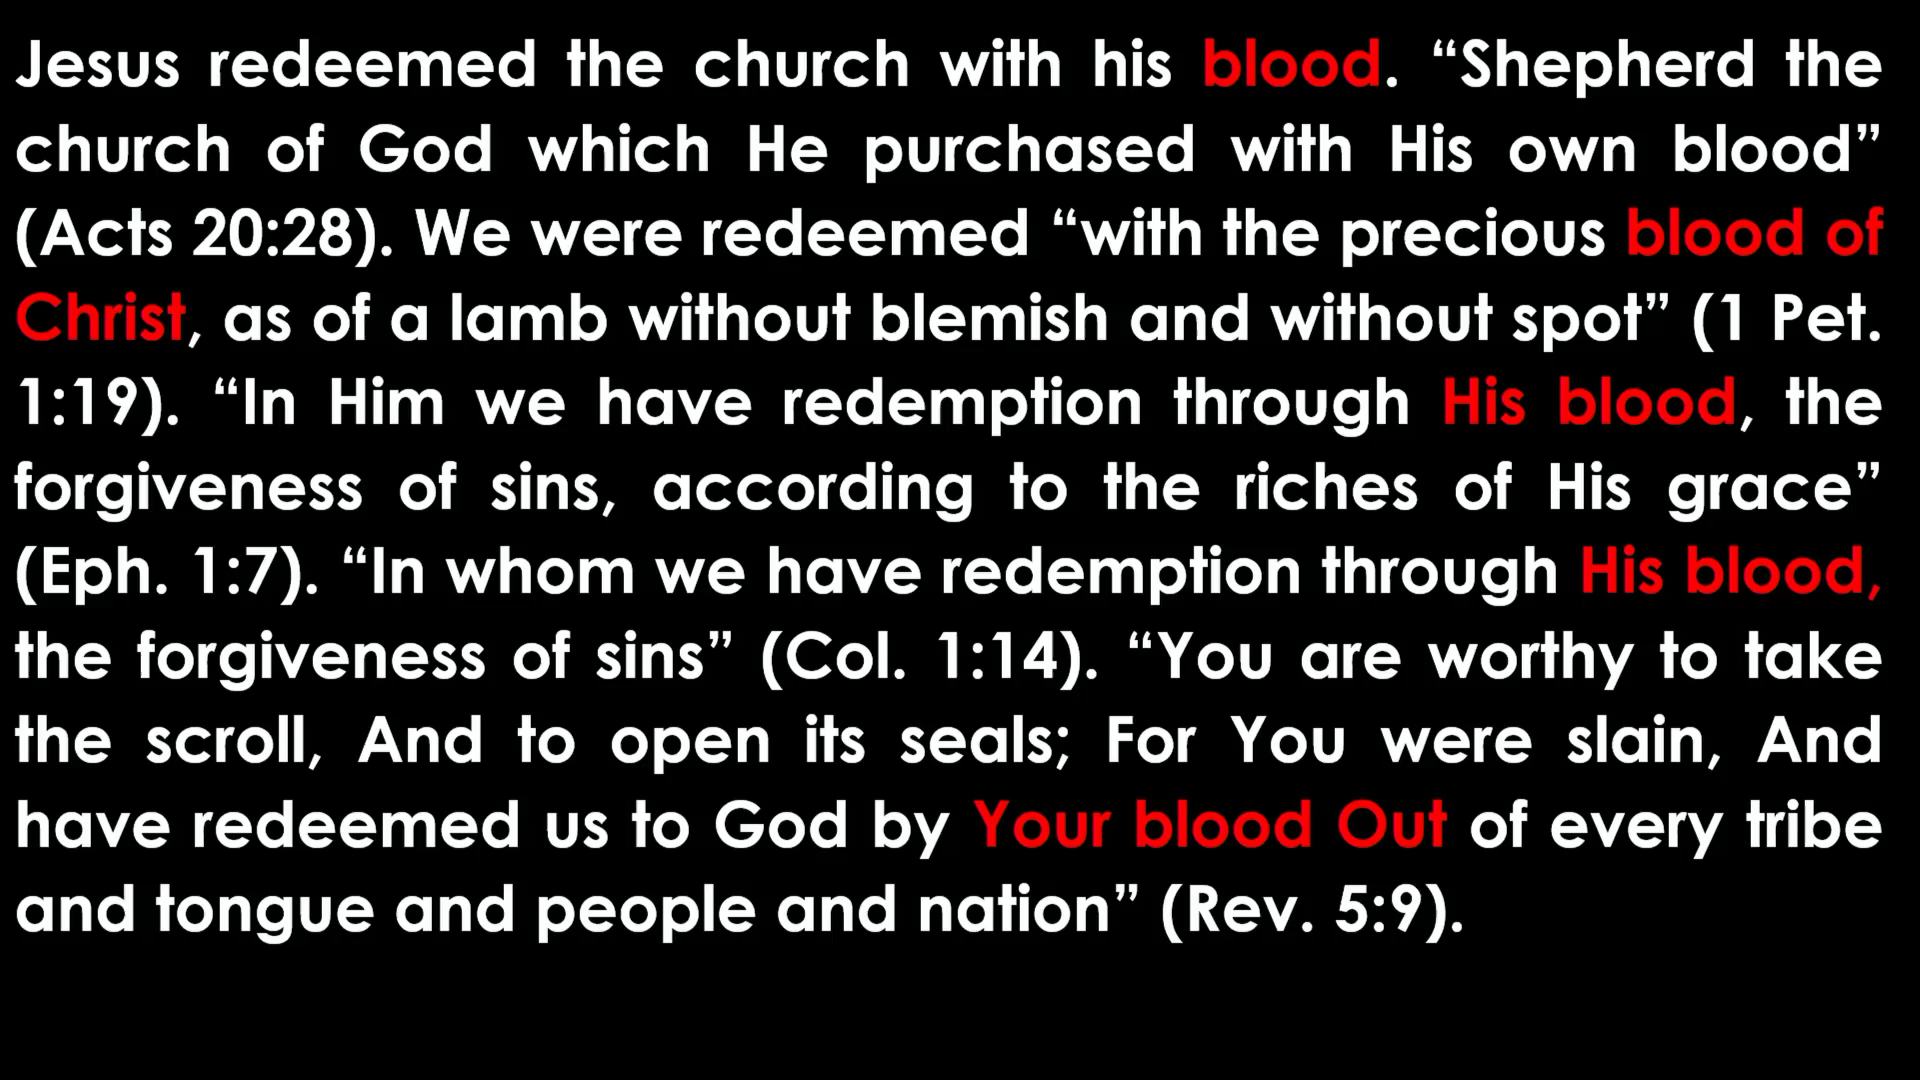 Jesus redeemed the church with his blood. “Shepherd the
church of God which He purchased with His own blood”
(Acts 20:28). We were redeemed “with the precious blood of
Christ, as of a lamb without blemish and without spot” (1 Pet.
1:19). “In Him we have redemption through His blood, the
forgiveness of sins, according to the riches of His grace”
(Eph. 1:7). “In whom we have redemption through His blood,
the forgiveness of sins” (Col. 1:14). “You are worthy to take
the scroll, And to open its seals; For You were slain, And
have redeemed us to God by Your blood Out of every tribe
and tongue and people and nation” (Rev. 5:9).